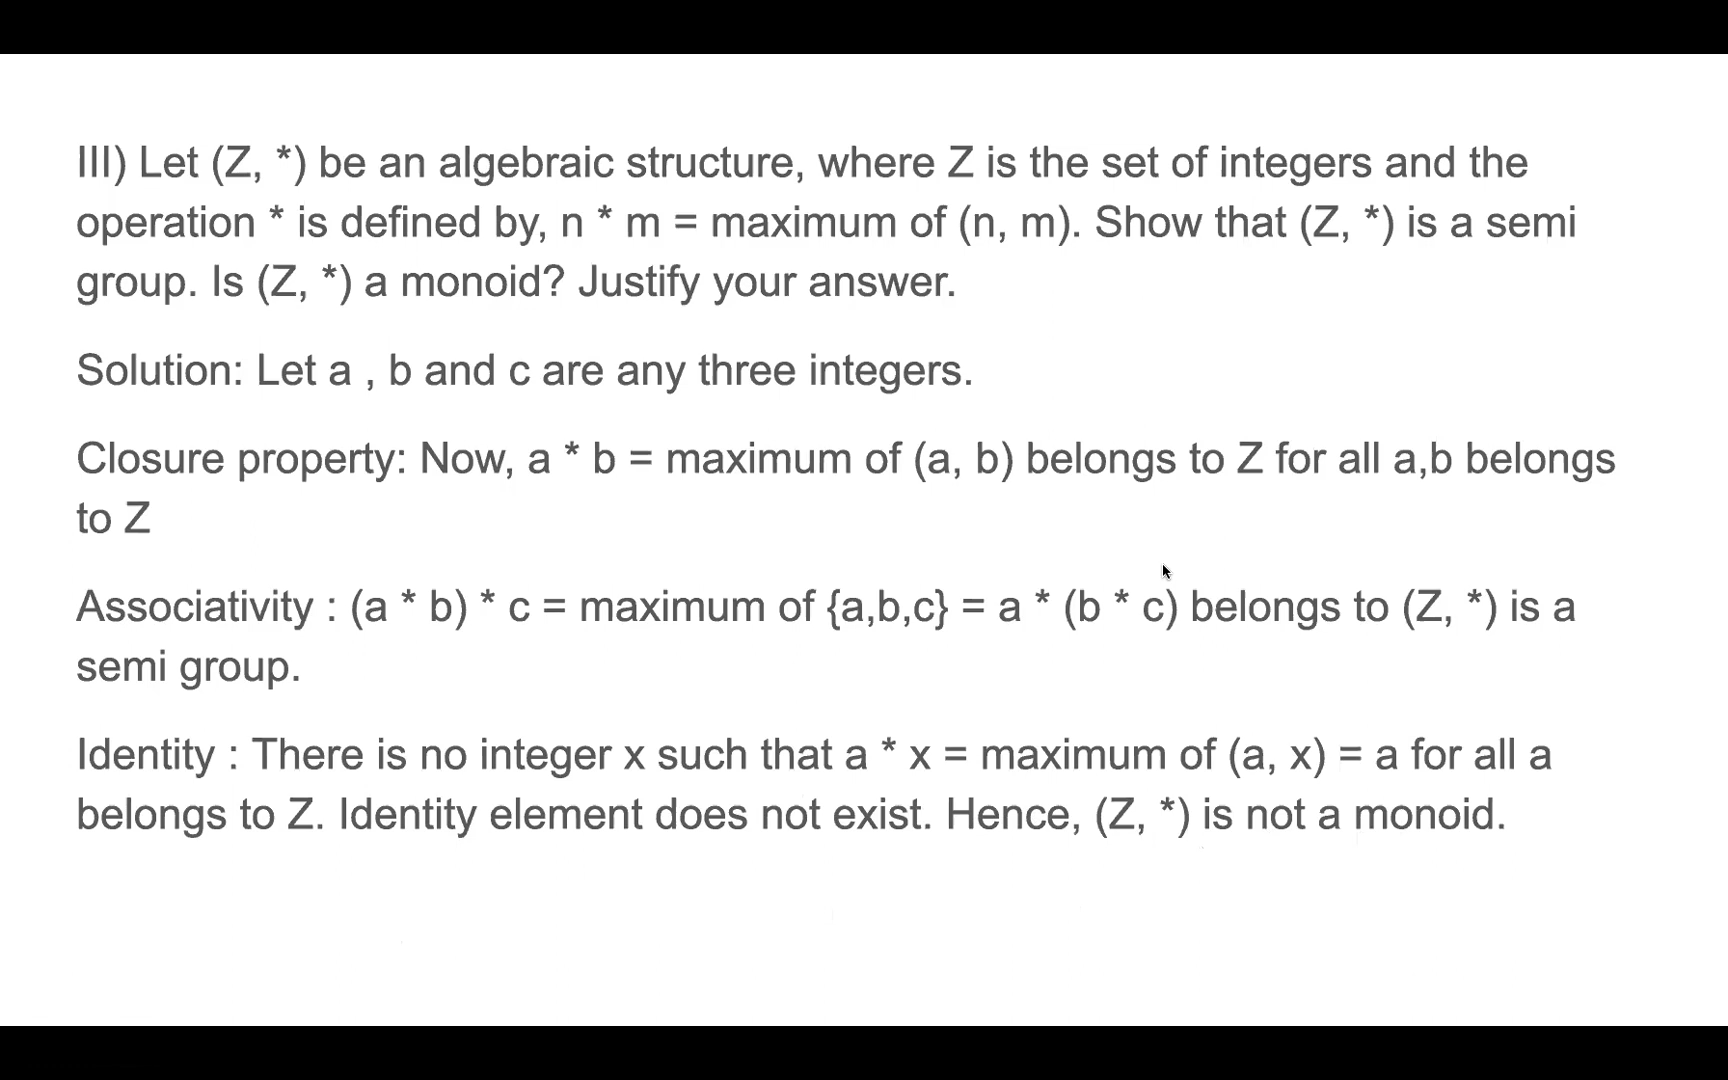 III) Let (Z, *) be an algebraic structure, where Z is the set of integers and the
operation * is defined by, n * m = maximum of (n, m). Show that (Z, *) is a semi
group. Is (Z, *) a monoid? Justify your answer.
Solution: Let a , b and c are any three integers.
Closure property: Now, a * b = maximum of (a, b) belongs to Z for all a,b belongs
to Z
Associativity : (a * b) * c = maximum of {a,b,c} = a * (b * c) belongs to (Z, *) is a
semi group.
Identity : There is no integer x such that a * x = maximum of (a, x) = a for all a
belongs to Z. Identity element does not exist. Hence, (Z, *) is not a monoid.